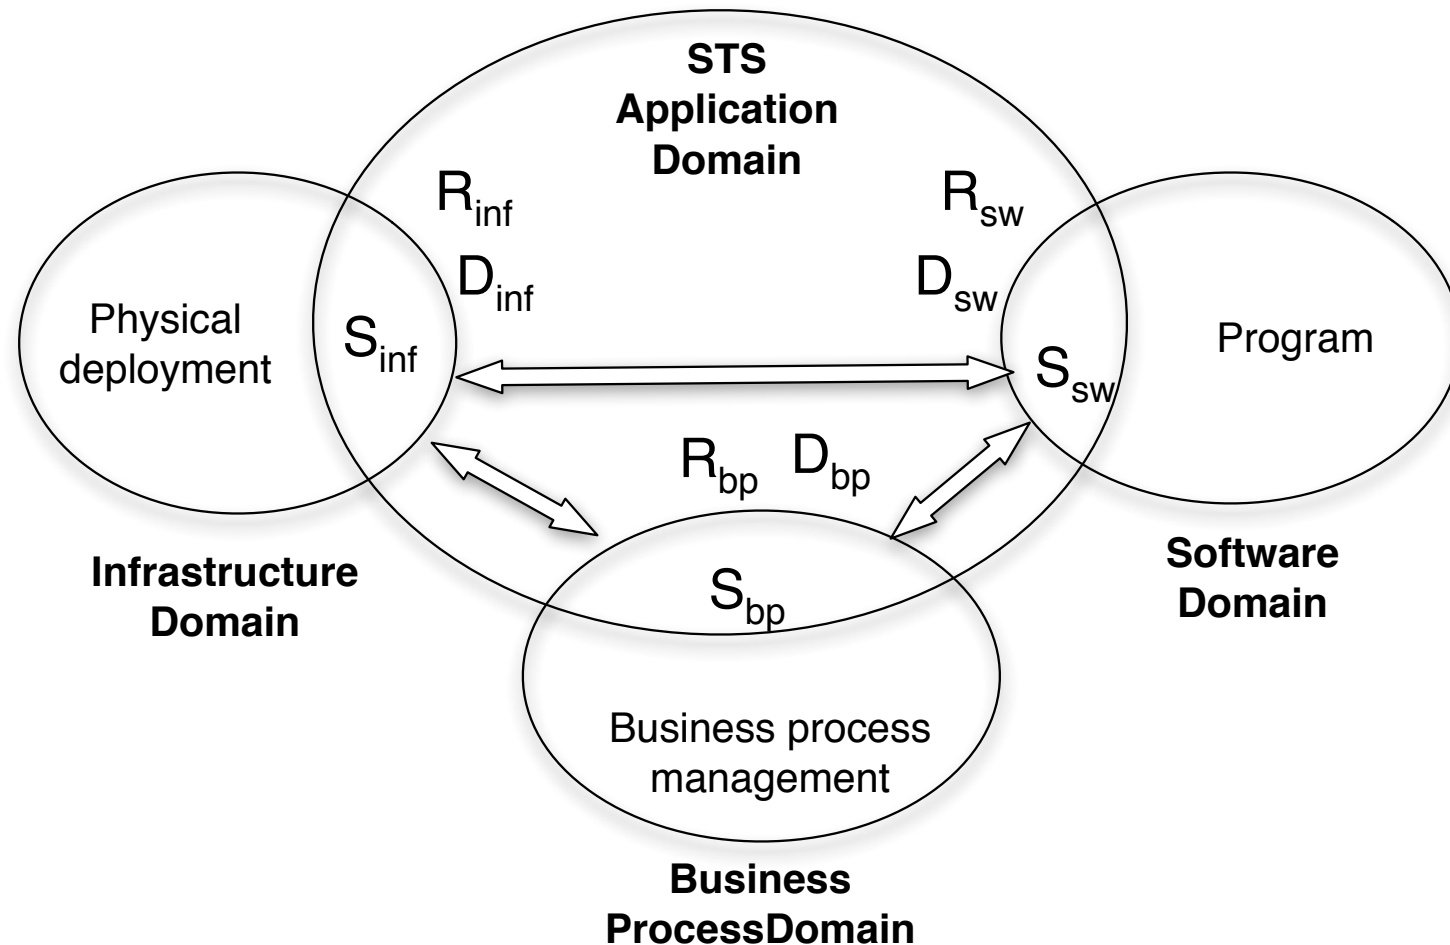 STS
Application
Domain
R_inf
R_sw
D_inf
D_sw
Physical
deployment
S_inf
Program
S_sw
R_bp D_bp
Infrastructure
Domain
Software
Domain
S_bp
Business process
management
Business
ProcessDomain